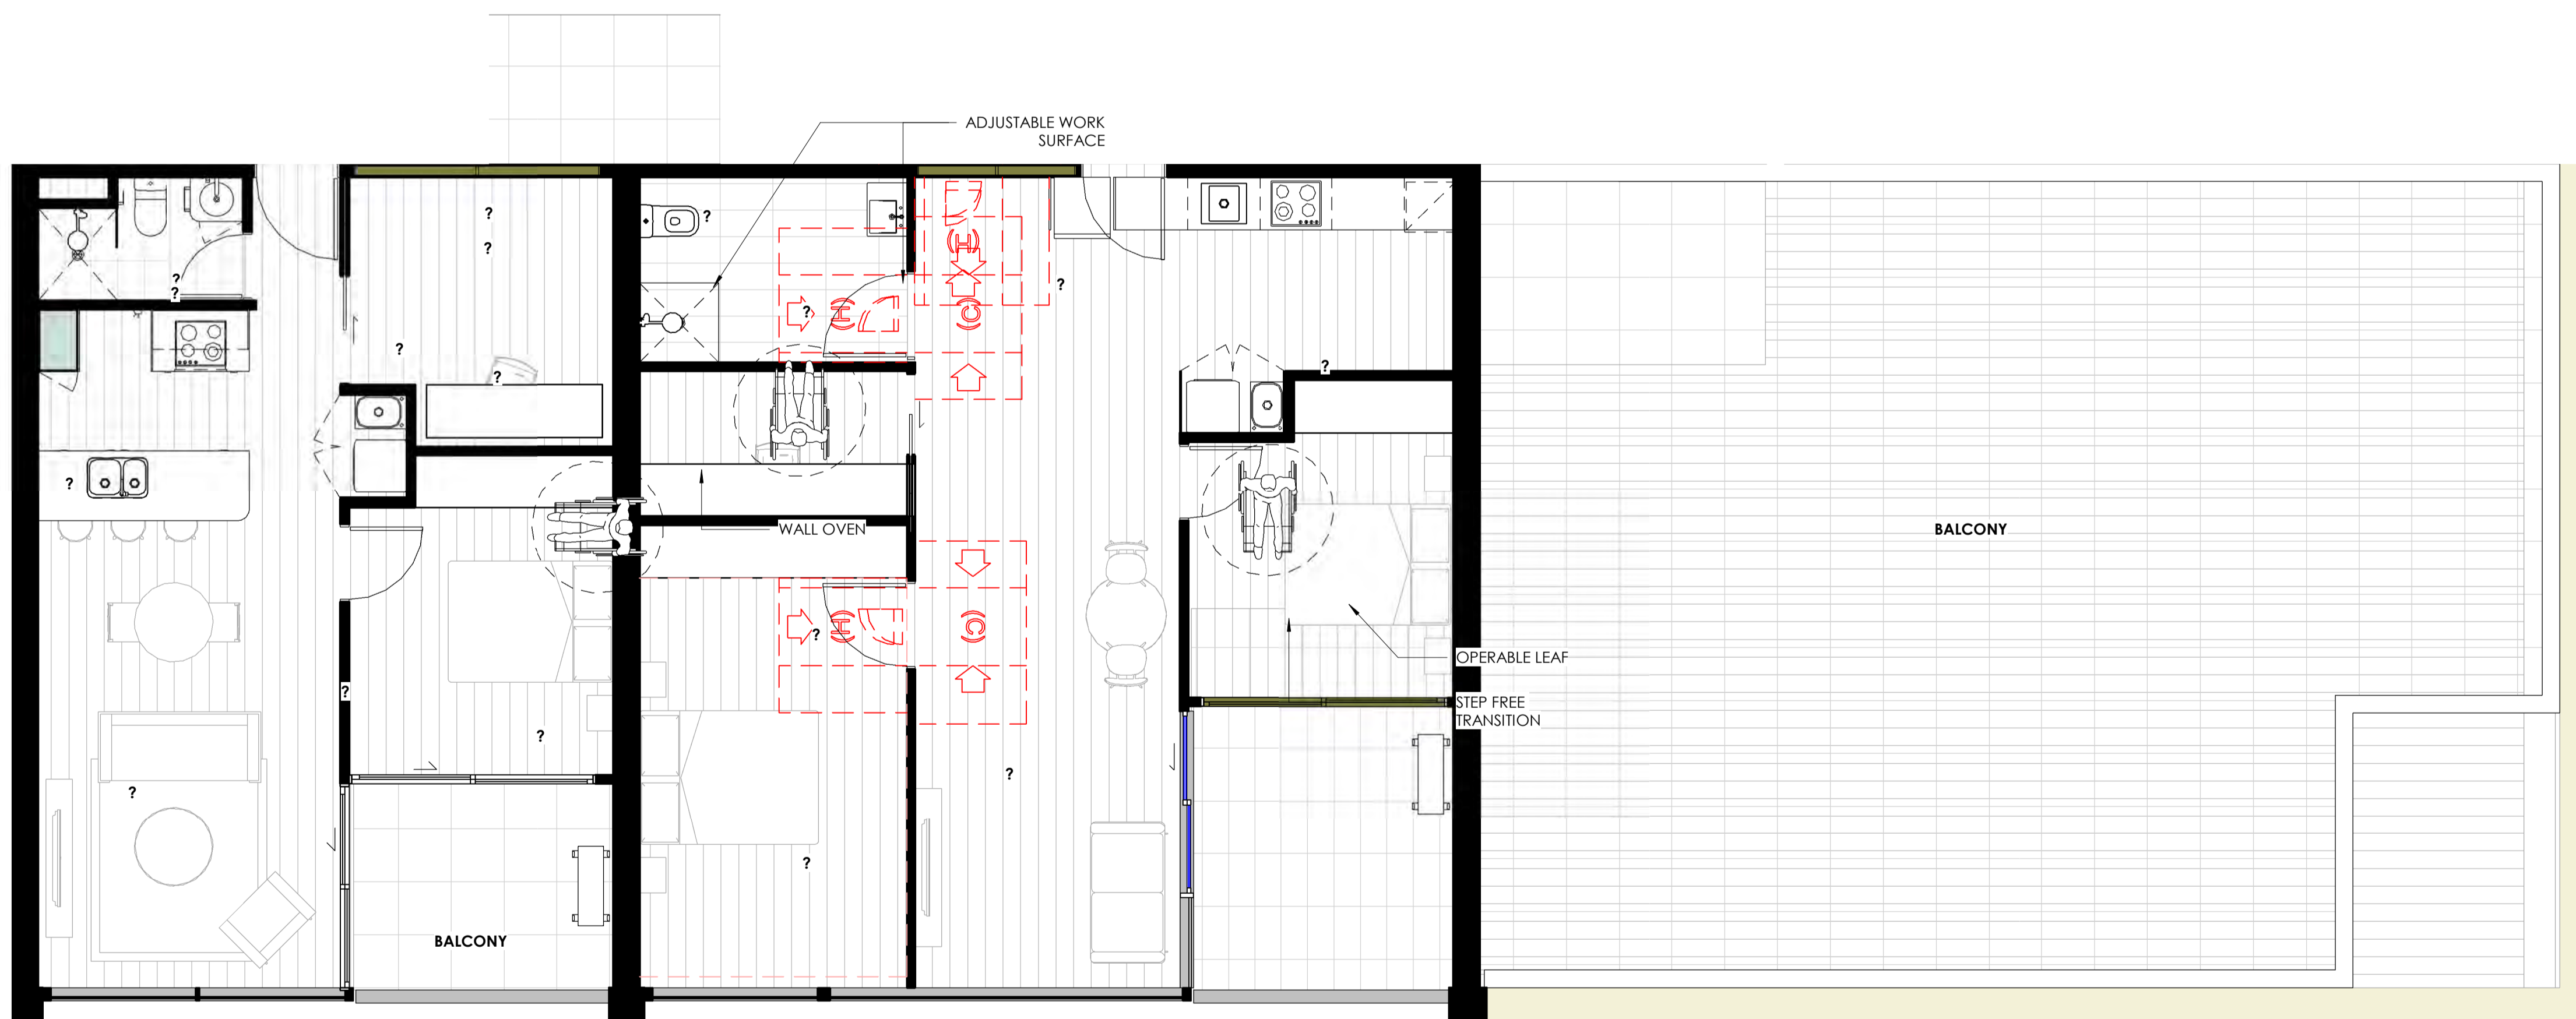 ADJUSTABLE WORK
SURFACE
?
?
?
?
?
?
(H)
?
?
(H)
(C)
?
?
?
?
WALL OVEN
BALCONY
(H)
?
(C)
OPERABLE LEAF
?
STEP FREE
TRANSITION
?
?
?
?
BALCONY